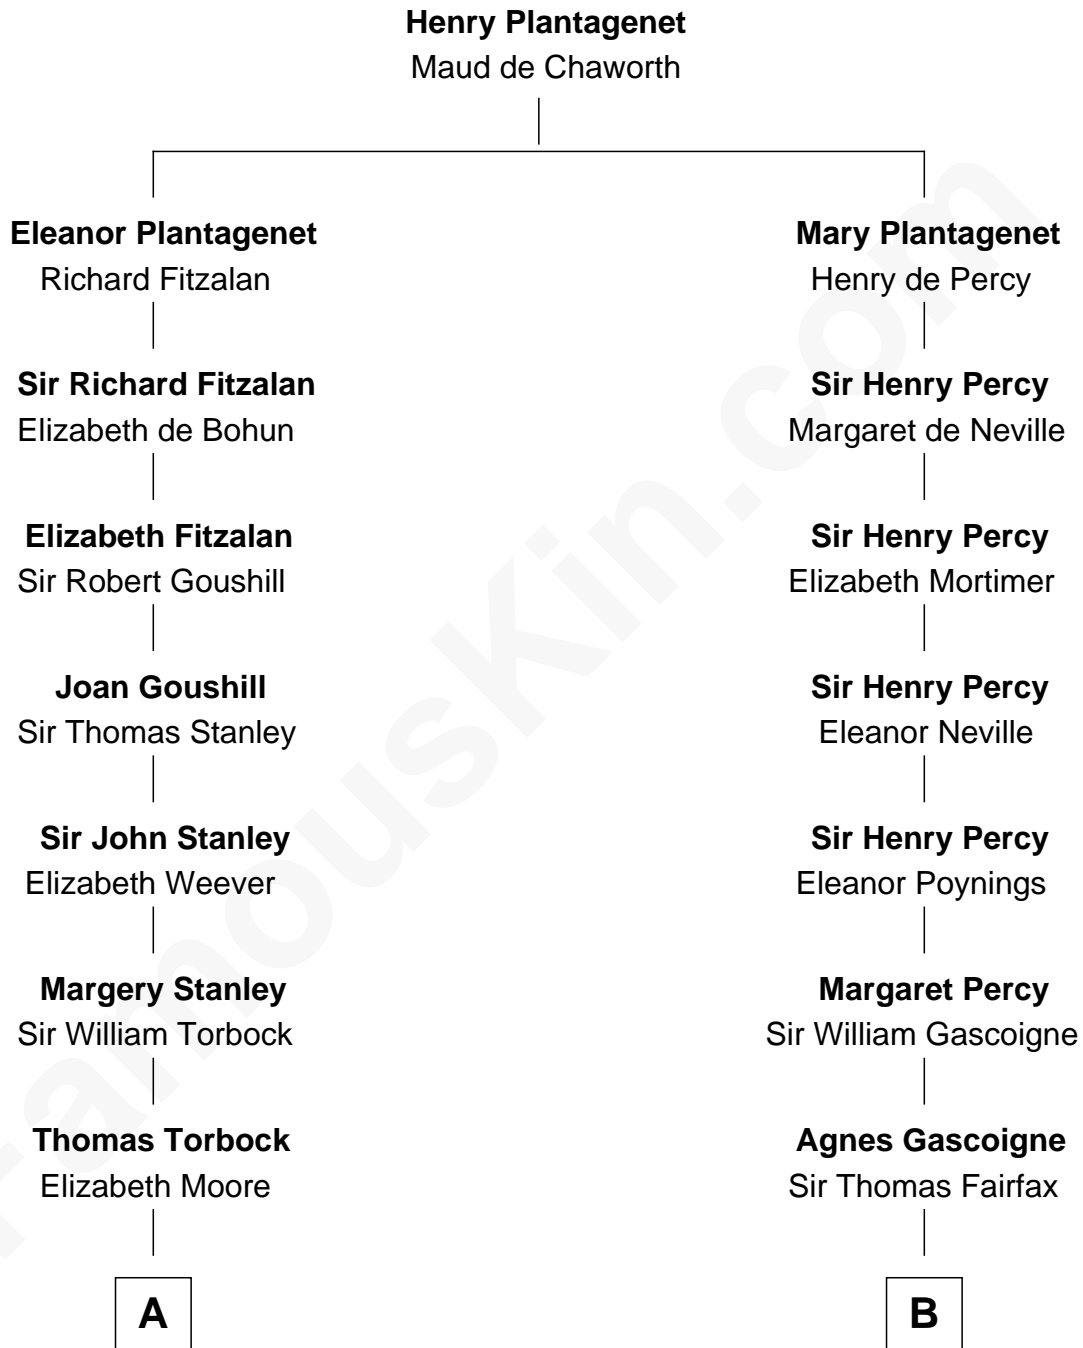 Henry Plantagenet
Maud de Chaworth
Eleanor Plantagenet
Richard Fitzalan
Sir Richard Fitzalan
Elizabeth de Bohun
Elizabeth Fitzalan
Sir Robert Goushill
Joan Goushill
Sir Thomas Stanley
Sir John Stanley
Elizabeth Weever
Margery Stanley
Sir William Torbock
Thomas Torbock
Elizabeth Moore
A
Mary Plantagenet
Henry de Percy
Sir Henry Percy
Margaret de Neville
Sir Henry Percy
Elizabeth Mortimer
Sir Henry Percy
Eleanor Neville
Sir Henry Percy
Eleanor Poynings
Margaret Percy
Sir William Gascoigne
Agnes Gascoigne
Sir Thomas Fairfax
B
FamousKin.com